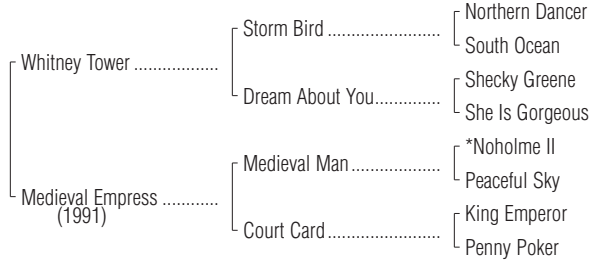 Northern Dancer
Storm Bird ........................
South Ocean
Whitney Tower ..................
Shecky Greene
Dream About You..............
She Is Gorgeous
*Noholme II
Medieval Man...................
Peaceful Sky
Medieval Empress ............
(1991)
King Emperor
Court Card ........................
Penny Poker